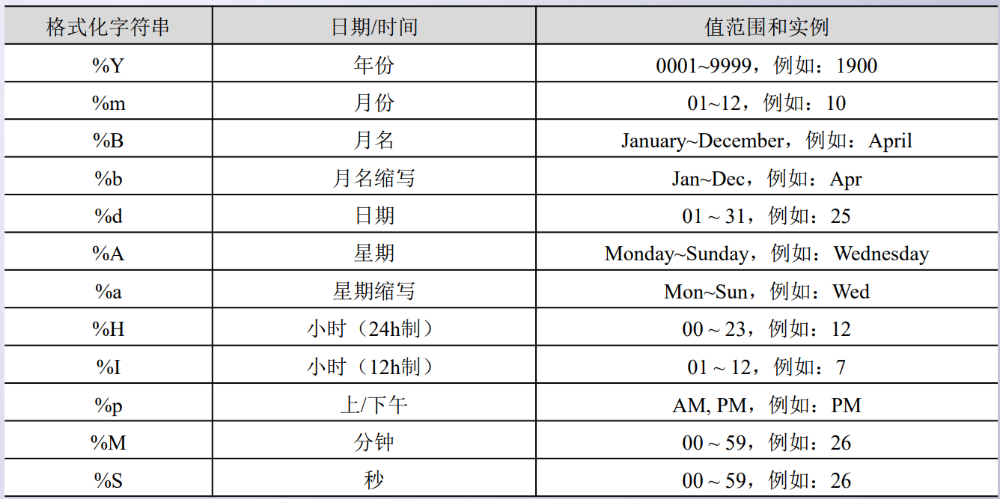 格式化字符串 日期/时间 值范围和实例
%Y 年份 0001~9999，例如：1900
%m 月份 01~12，例如：10
%B 月名 January~December，例如：April
%b 月名缩写 Jan~Dec，例如：Apr
%d 日期 01 ~ 31，例如：25
%A 星期 Monday~Sunday，例如：Wednesday
%a 星期缩写 Mon~Sun，例如：Wed
%H 小时（24h制） 00 ~ 23，例如：12
%I 小时（12h制） 01 ~ 12，例如：7
%p 上/下午 AM, PM，例如：PM
%M 分钟 00 ~ 59，例如：26
%S 秒 00 ~ 59，例如：26